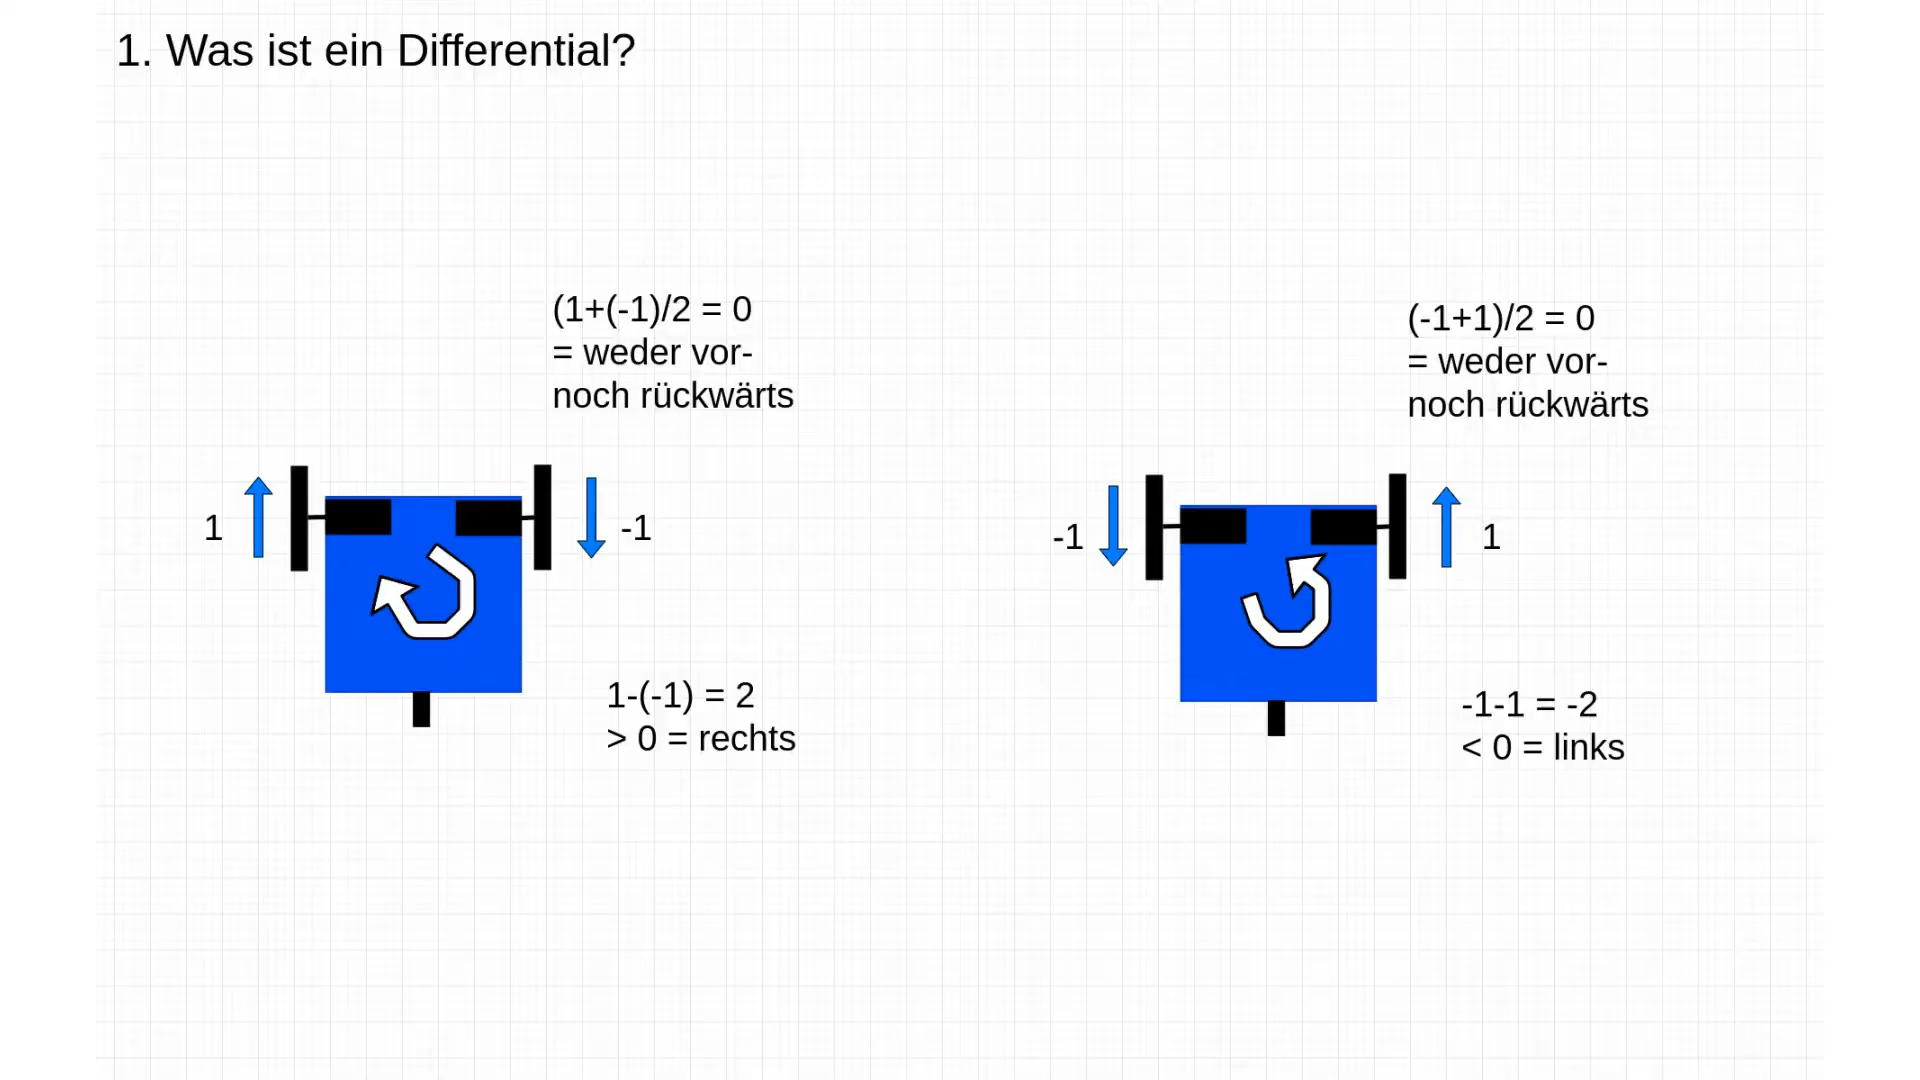 1. Was ist ein Differential?
(1+(-1)/2 = 0
= weder vor-
noch rückwärts
1
-1
1-(-1) = 2
> 0 = rechts
(-1+1)/2 = 0
= weder vor-
noch rückwärts
-1
1
-1-1 = -2
< 0 = links